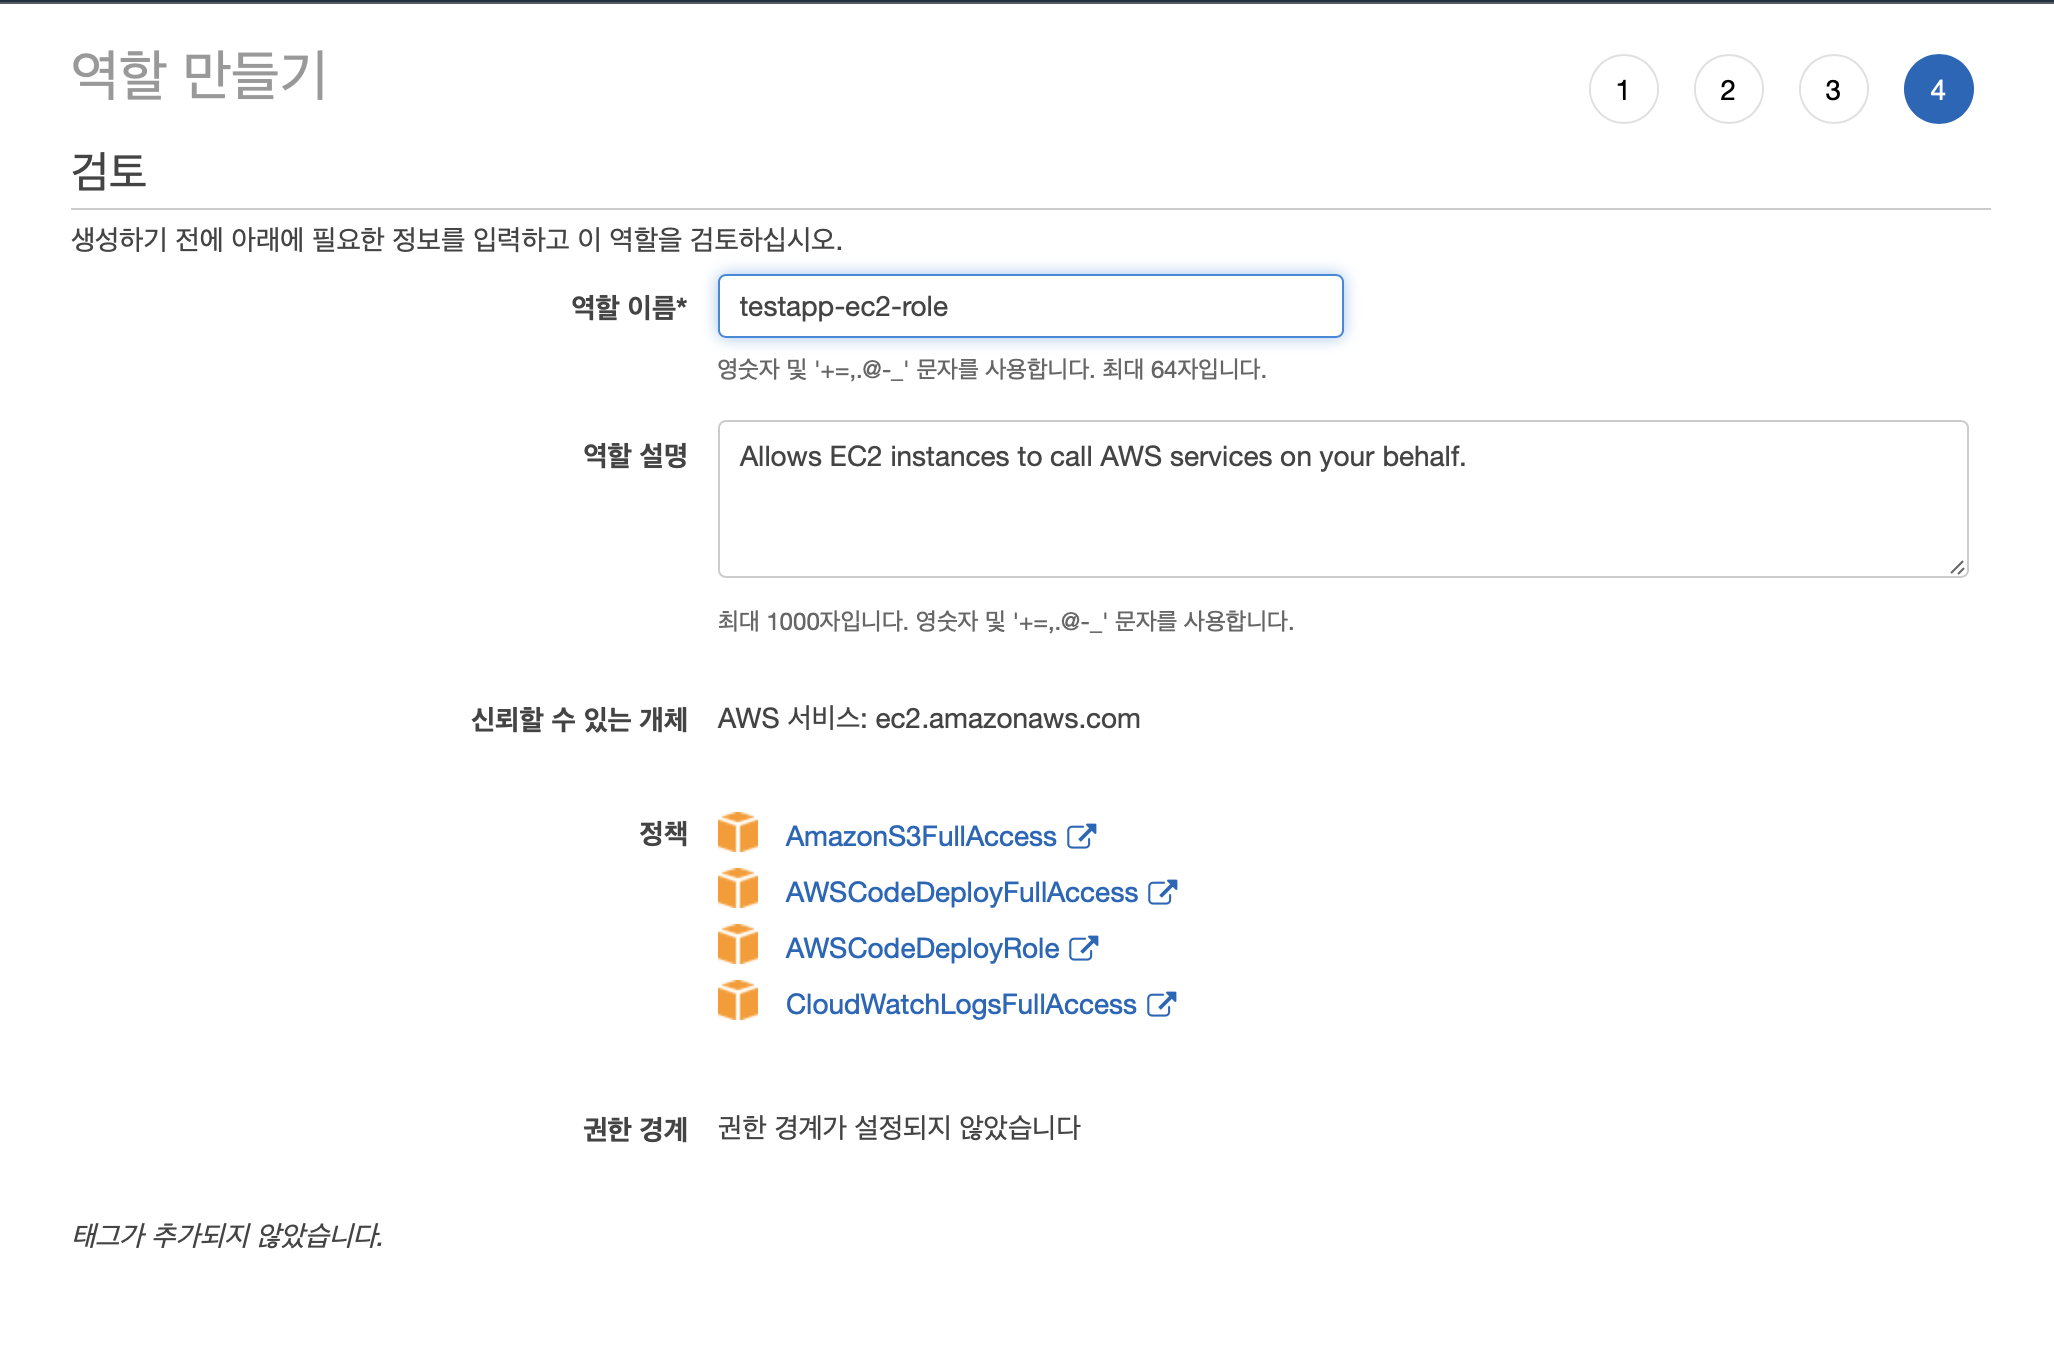 역할 만들기
1 2 3 4
검토
생성하기 전에 아래에 필요한 정보를 입력하고 이 역할을 검토하십시오.
역할 이름* testapp-ec2-role
영숫자 및 '+=,.@-_' 문자를 사용합니다. 최대 64자입니다.
역할 설명 Allows EC2 instances to call AWS services on your behalf.
최대 1000자입니다. 영숫자 및 '+=,.@-_' 문자를 사용합니다.
신뢰할 수 있는 개체 AWS 서비스: ec2.amazonaws.com
정책 AmazonS3FullAccess
AWSCodeDeployFullAccess
AWSCodeDeployRole
CloudWatchLogsFullAccess
권한 경계 권한 경계가 설정되지 않았습니다
태그가 추가되지 않았습니다.